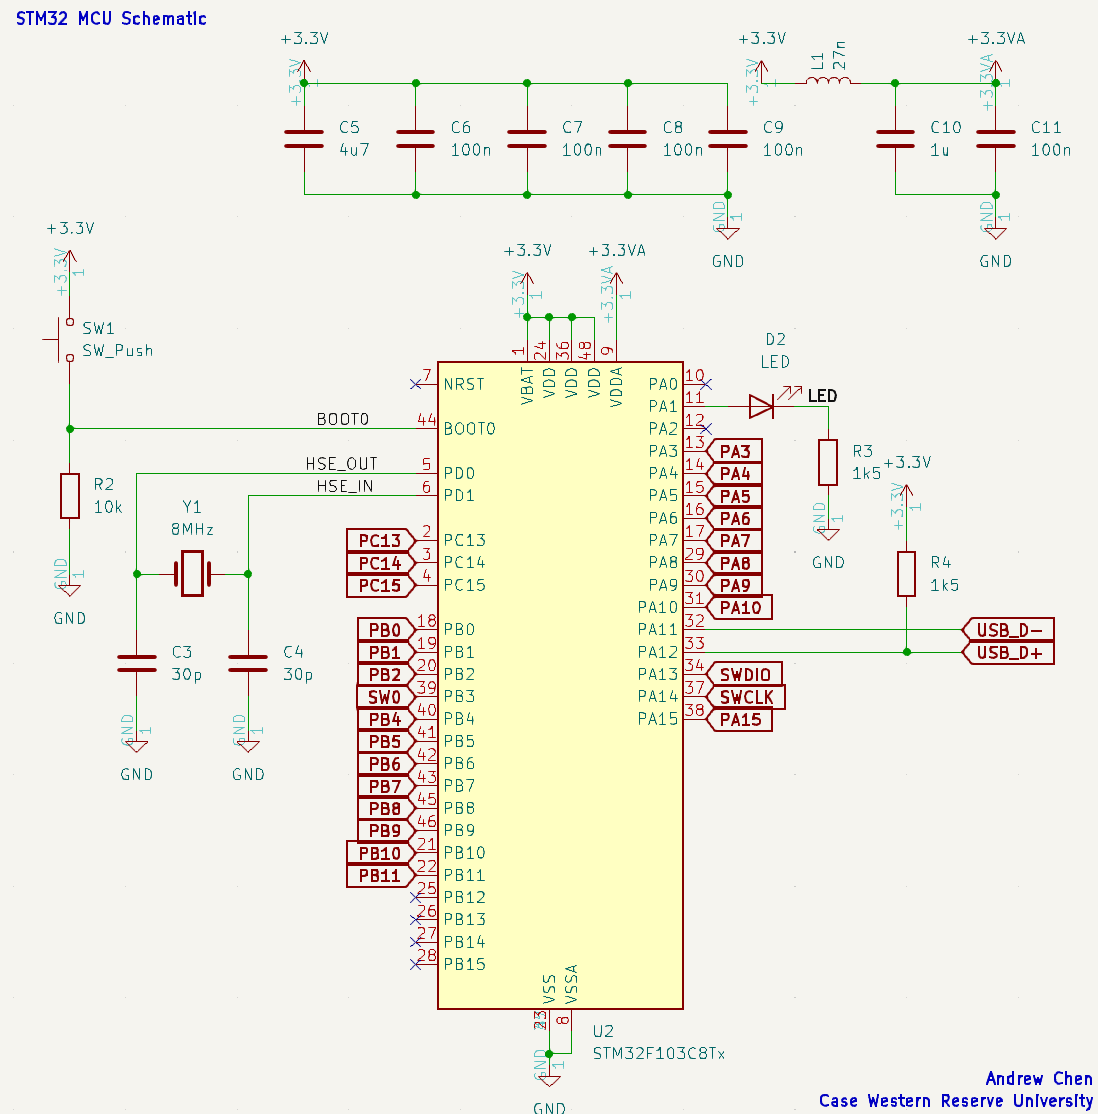 STM32 MCU Schematic
+3.3V
+3.3V
+3.3VA
+3.3V 1
+3.3V 1
L1
27n
+3.3VA 1
C5
4u7
C6
100n
C7
100n
C8
100n
C9
100n
C10
1u
C11
100n
GND 1
GND
GND 1
GND
+3.3V
+3.3V 1
SW1
SW_Push
+3.3V
+3.3VA
+3.3V 1
+3.3VA 1
1 VBAT
24 VDD
36 VDD
48 VDD
9 VDDA
D2
LED
LED
7 NRST
BOOT0 44 BOOT0
HSE_OUT 5 PD0
HSE_IN 6 PD1
R2
10k
GND 1
GND
Y1
8MHz
C3
30p
GND 1
GND
C4
30p
GND 1
GND
PC13 2 PC13
PC14 3 PC14
PC15 4 PC15
PB0 18 PB0
PB1 19 PB1
PB2 20 PB2
SWO 39 PB3
PB4 40 PB4
PB5 41 PB5
PB6 42 PB6
PB7 43 PB7
PB8 45 PB8
PB9 46 PB9
PB10 21 PB10
PB11 22 PB11
25 PB12
26 PB13
27 PB14
28 PB15
PA0 10
PA1 11
PA2 12
PA3 13 PA3
PA4 14 PA4
PA5 15 PA5
PA6 16 PA6
PA7 17 PA7
PA8 29 PA8
PA9 30 PA9
PA10 31 PA10
PA11 32 USB_D-
PA12 33 USB_D+
PA13 34 SWDIO
PA14 37 SWCLK
PA15 38 PA15
R3
1k5
GND 1
GND
+3.3V
+3.3V 1
R4
1k5
VSS 23
VSSA 8
GND 1
GND
U2
STM32F103C8Tx
Andrew Chen
Case Western Reserve University